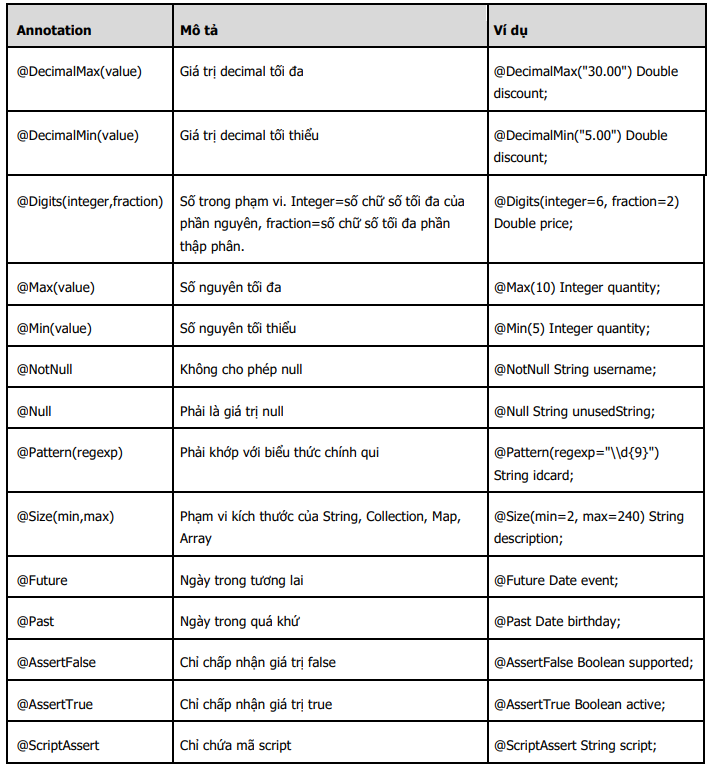 Annotation Mô tả Ví dụ
@DecimalMax(value) Giá trị decimal tối đa @DecimalMax("30.00") Double
discount;
@DecimalMin(value) Giá trị decimal tối thiểu @DecimalMin("5.00") Double
discount;
@Digits(integer,fraction) Số trong phạm vi. Integer=số chữ số tối đa của @Digits(integer=6, fraction=2)
phần nguyên, fraction=số chữ số tối đa phần Double price;
thập phân.
@Max(value) Số nguyên tối đa @Max(10) Integer quantity;
@Min(value) Số nguyên tối thiểu @Min(5) Integer quantity;
@NotNull Không cho phép null @NotNull String username;
@Null Phải là giá trị null @Null String unusedString;
@Pattern(regexp) Phải khớp với biểu thức chính qui @Pattern(regexp="\\d{9}")
String idcard;
@Size(min,max) Phạm vi kích thước của String, Collection, Map, @Size(min=2, max=240) String
Array description;
@Future Ngày trong tương lai @Future Date event;
@Past Ngày trong quá khứ @Past Date birthday;
@AssertFalse Chỉ chấp nhận giá trị false @AssertFalse Boolean supported;
@AssertTrue Chỉ chấp nhận giá trị true @AssertTrue Boolean active;
@ScriptAssert Chỉ chứa mã script @ScriptAssert String script;